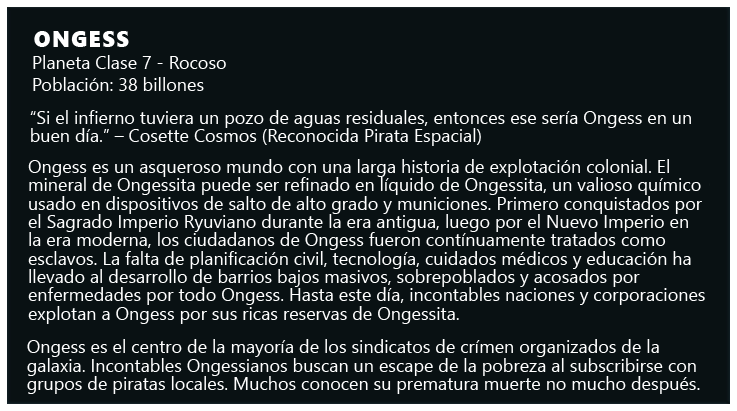 ONGESS
Planeta Clase 7 - Rocoso
Población: 38 billones
“Si el infierno tuviera un pozo de aguas residuales, entonces ese sería Ongess en un
buen día.” – Cosette Cosmos (Reconocida Pirata Espacial)
Ongess es un asqueroso mundo con una larga historia de explotación colonial. El
mineral de Ongessita puede ser refinado en líquido de Ongessita, un valioso químico
usado en dispositivos de salto de alto grado y municiones. Primero conquistados por
el Sagrado Imperio Ryuviano durante la era antigua, luego por el Nuevo Imperio en
la era moderna, los ciudadanos de Ongess fueron contínuamente tratados como
esclavos. La falta de planificación civil, tecnología, cuidados médicos y educación ha
llevado al desarrollo de barrios bajos masivos, sobrepoblados y acosados por
enfermedades por todo Ongess. Hasta este día, incontables naciones y corporaciones
explotan a Ongess por sus ricas reservas de Ongessita.
Ongess es el centro de la mayoría de los sindicatos de crímen organizados de la
galaxia. Incontables Ongessianos buscan un escape de la pobreza al subscribirse con
grupos de piratas locales. Muchos conocen su prematura muerte no mucho después.